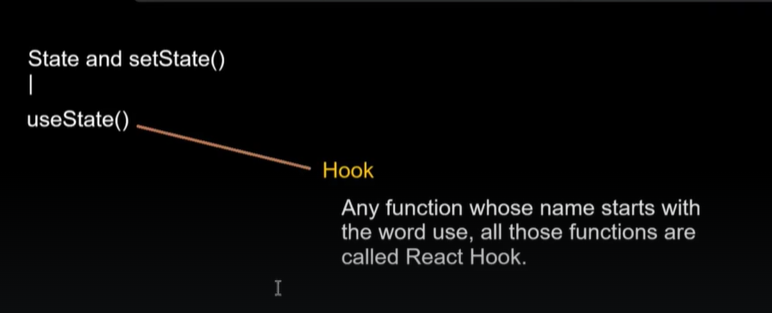 State and setState()
|
useState()
Hook
Any function whose name starts with
the word use, all those functions are
called React Hook.